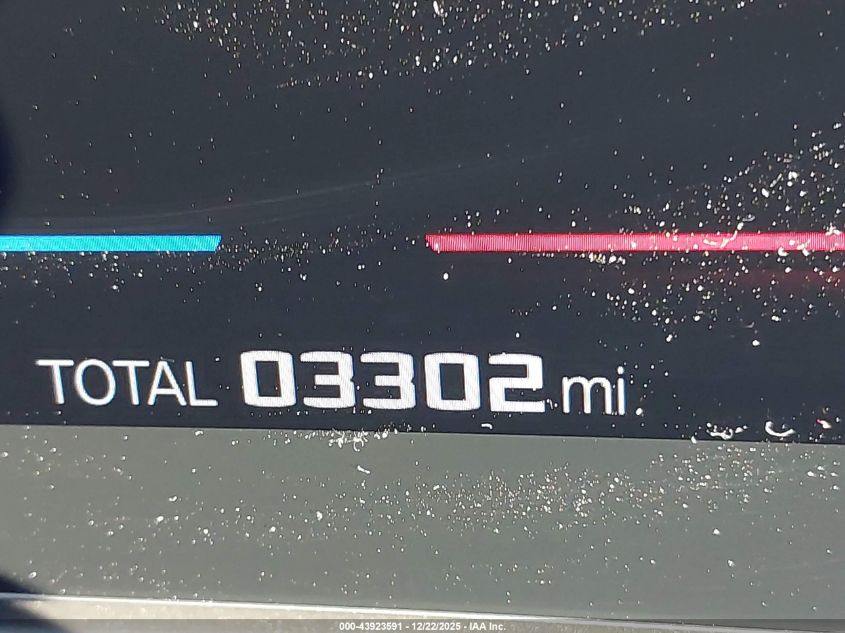 TOTAL 03302 mi
000-43923591 - 12/22/2025 - IAA Inc.